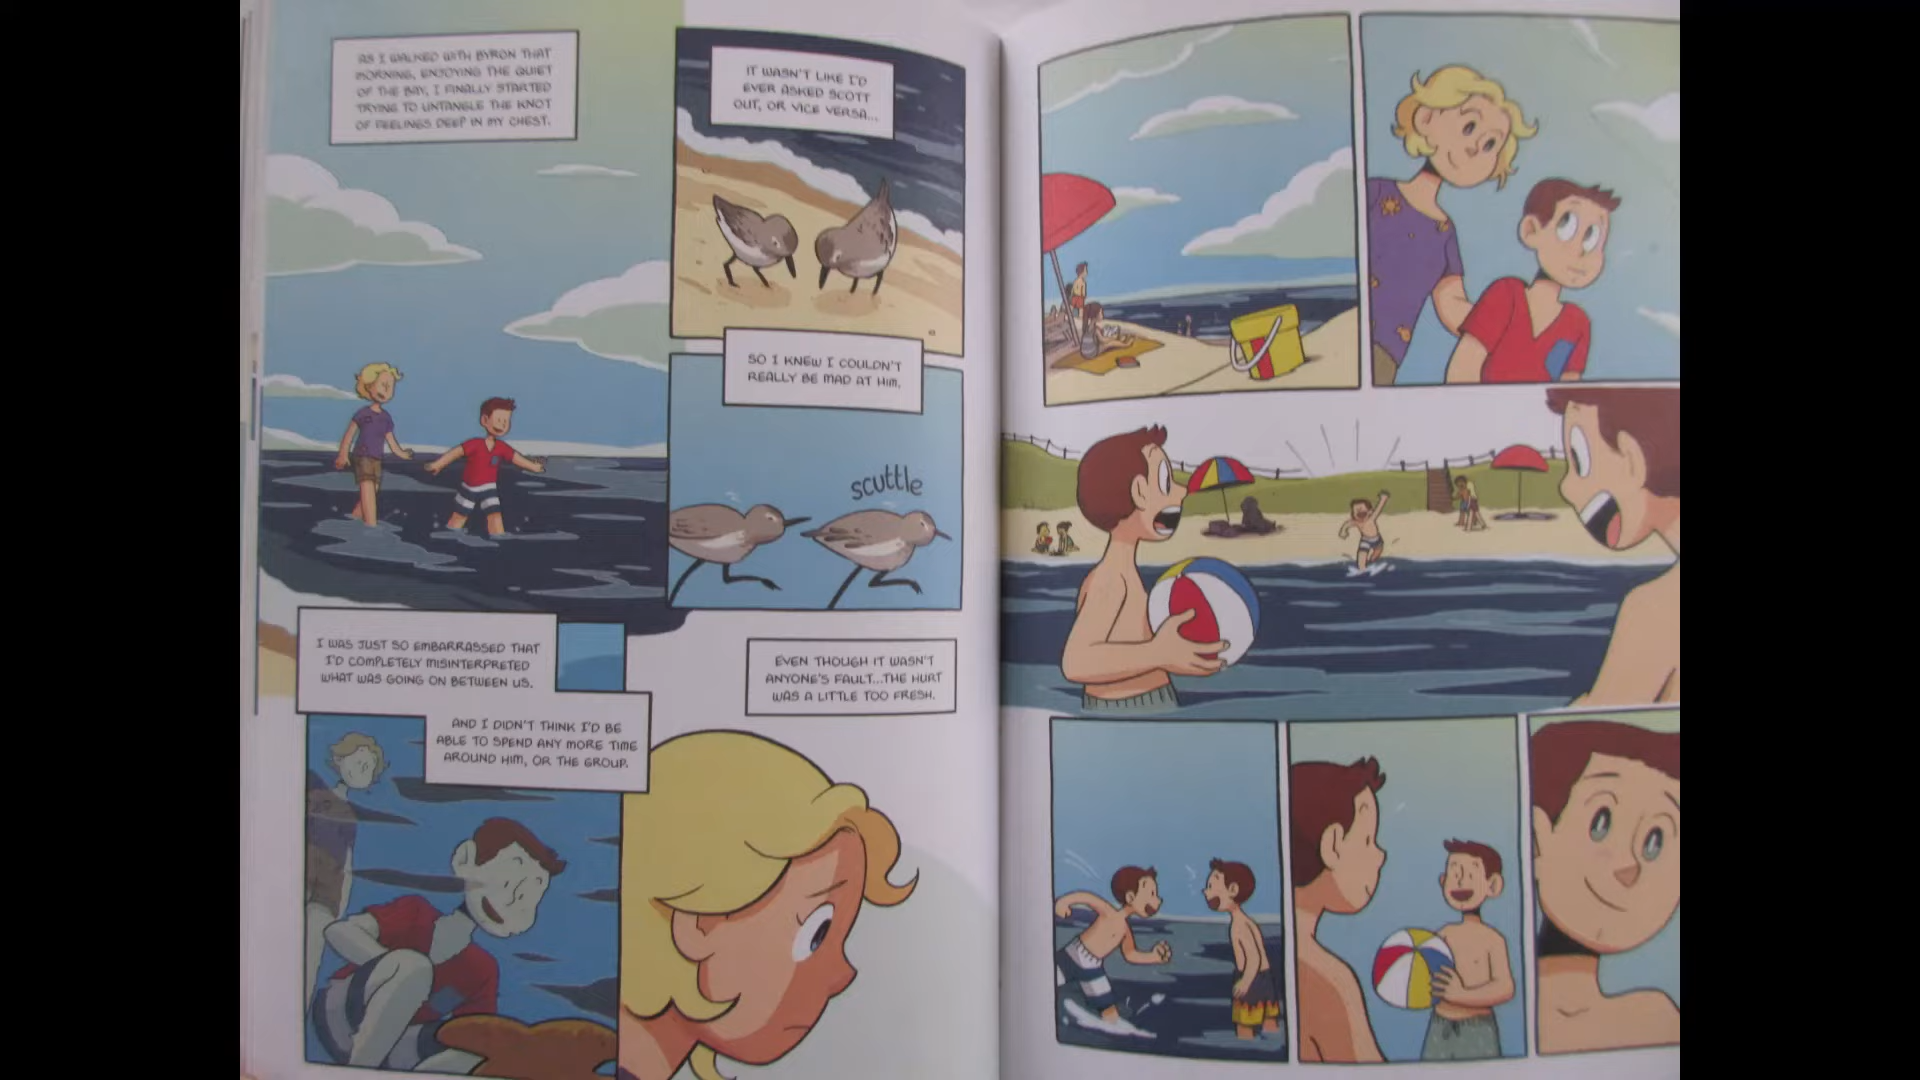 AS I WALKED WITH BYRON THAT
MORNING, ENJOYING THE QUIET
OF THE BAY, I FINALLY STARTED
TRYING TO UNTANGLE THE KNOT
OF FEELINGS DEEP IN MY CHEST.
IT WASN'T LIKE I'D
EVER ASKED SCOTT
OUT, OR VICE VERSA...
SO I KNEW I COULDN'T
REALLY BE MAD AT HIM.
scuttle
I WAS JUST SO EMBARRASSED THAT
I'D COMPLETELY MISINTERPRETED
WHAT WAS GOING ON BETWEEN US.
AND I DIDN'T THINK I'D BE
ABLE TO SPEND ANY MORE TIME
AROUND HIM, OR THE GROUP.
EVEN THOUGH IT WASN'T
ANYONE'S FAULT...THE HURT
WAS A LITTLE TOO FRESH.